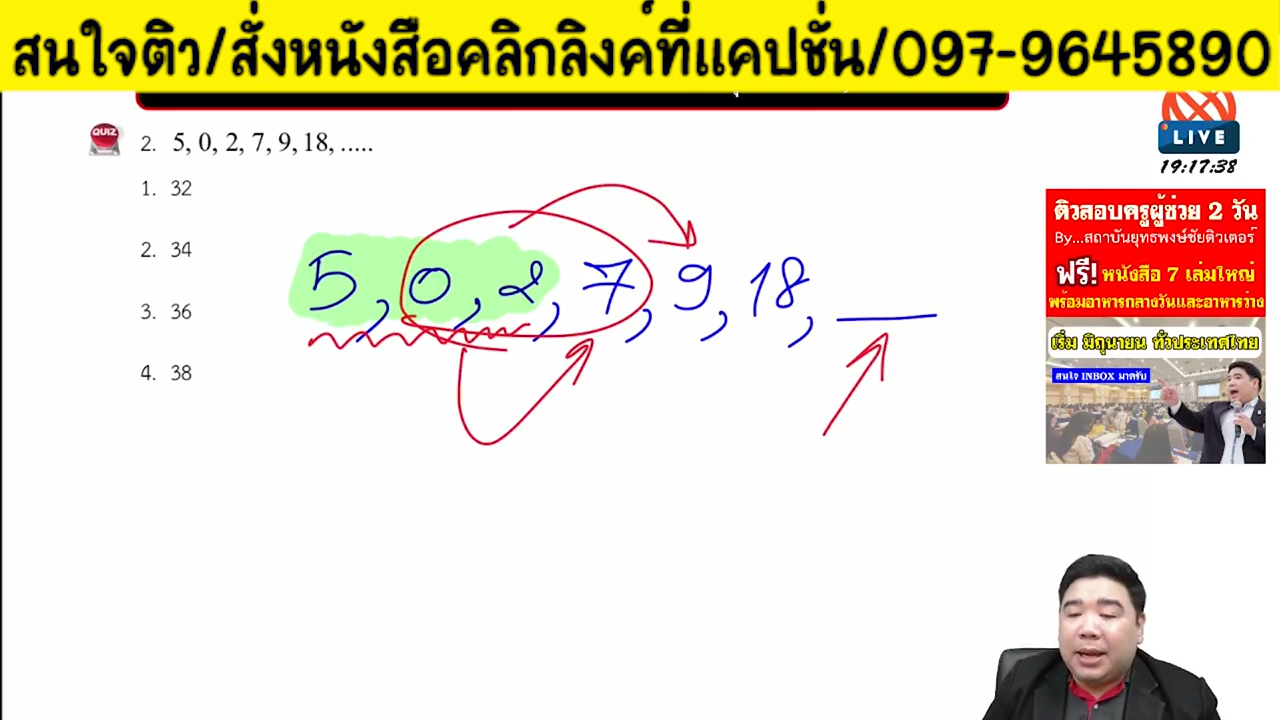 สนใจติว/สั่งหนังสือคลิกลิงค์ที่แคปชั่น/097-9645890
QUIZ
2. 5, 0, 2, 7, 9, 18, .....
1. 32
2. 34
3. 36
4. 38
5, 0, 2, 7, 9, 18, ___
LIVE
19:17:38
ติวสอบครูผู้ช่วย 2 วัน
By...สถาบันยุทธพงษ์ชัยติวเตอร์
ฟรี! หนังสือ 7 เล่มใหญ่
พร้อมอาหารกลางวันและอาหารว่าง
เริ่ม มิถุนายน ทั่วประเทศไทย
สนใจ INBOX มาครับ